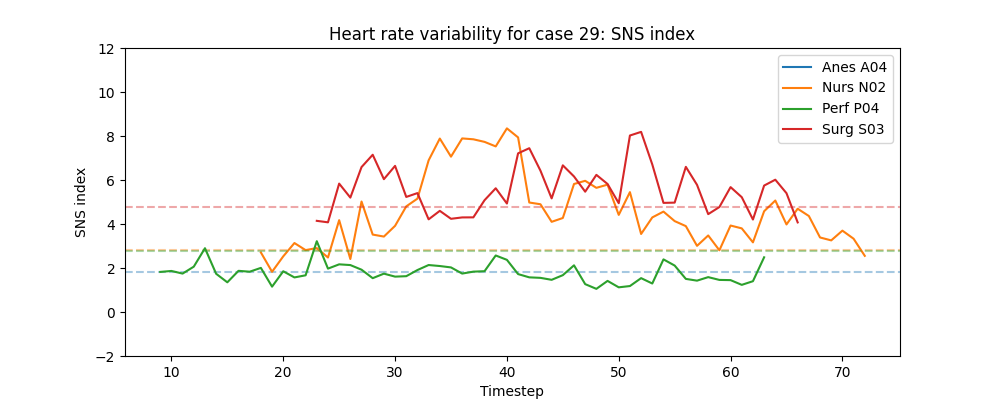 Heart rate variability for case 29: SNS index
12
10
8
6
4
2
0
−2
SNS index
10 20 30 40 50 60 70
Timestep
Anes A04
Nurs N02
Perf P04
Surg S03